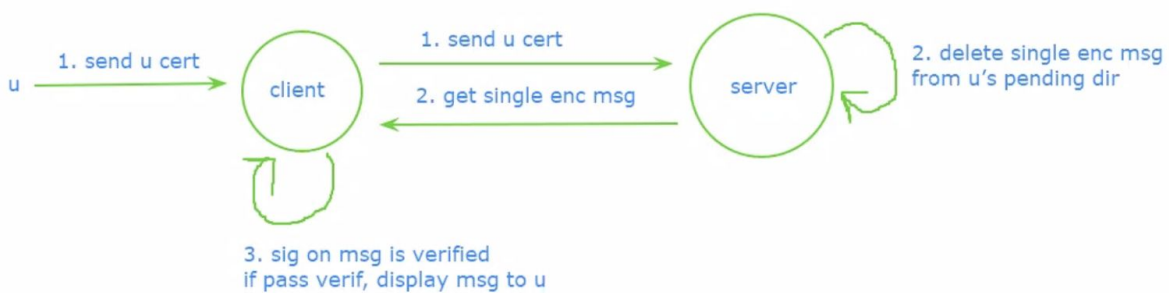 u
1. send u cert
client
1. send u cert
2. get single enc msg
server
2. delete single enc msg
from u's pending dir
3. sig on msg is verified
if pass verif, display msg to u